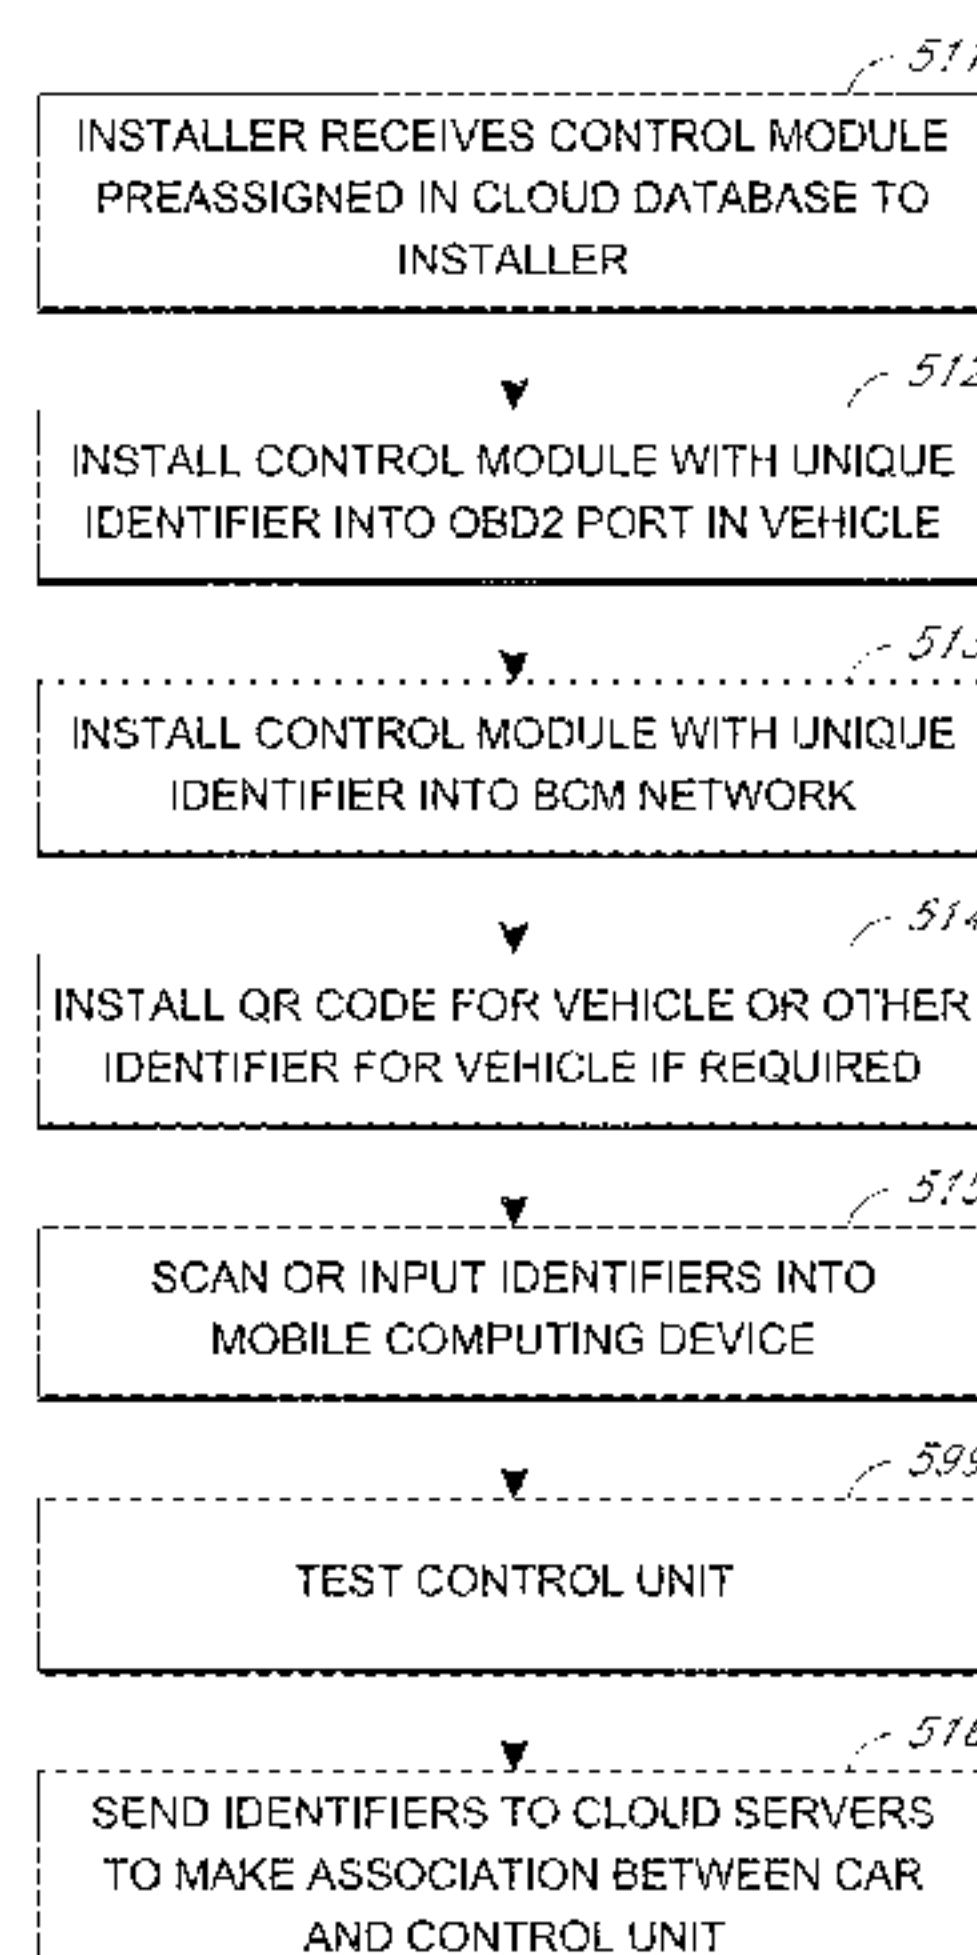 511
INSTALLER RECEIVES CONTROL MODULE
PREASSIGNED IN CLOUD DATABASE TO
INSTALLER
512
INSTALL CONTROL MODULE WITH UNIQUE
IDENTIFIER INTO OBD2 PORT IN VEHICLE
513
INSTALL CONTROL MODULE WITH UNIQUE
IDENTIFIER INTO BCM NETWORK
514
INSTALL QR CODE FOR VEHICLE OR OTHER
IDENTIFIER FOR VEHICLE IF REQUIRED
515
SCAN OR INPUT IDENTIFIERS INTO
MOBILE COMPUTING DEVICE
599
TEST CONTROL UNIT
SEND IDENTIFIERS TO CLOUD SERVERS
TO MAKE ASSOCIATION BETWEEN CAR
AND CONTROL UNIT